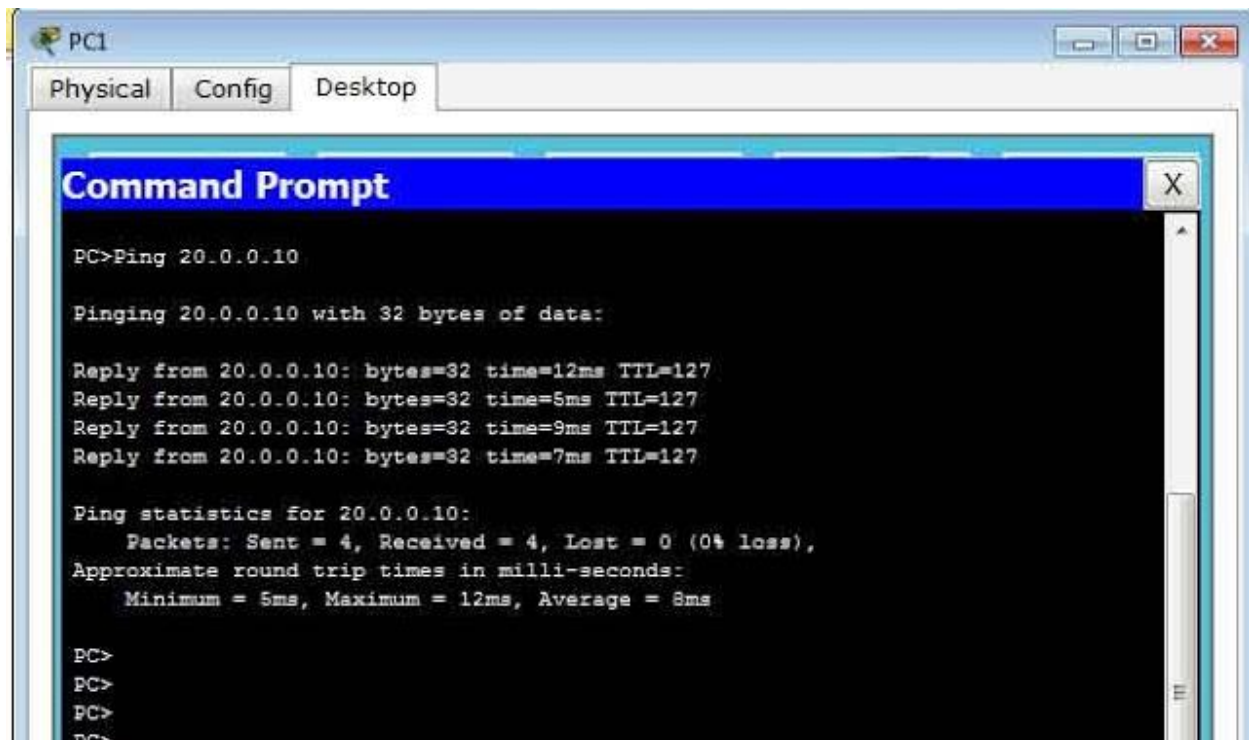 PC1
Physical Config Desktop
Command Prompt
X
PC>Ping 20.0.0.10
Pinging 20.0.0.10 with 32 bytes of data:
Reply from 20.0.0.10: bytes=32 time=12ms TTL=127
Reply from 20.0.0.10: bytes=32 time=5ms TTL=127
Reply from 20.0.0.10: bytes=32 time=9ms TTL=127
Reply from 20.0.0.10: bytes=32 time=7ms TTL=127
Ping statistics for 20.0.0.10:
Packets: Sent = 4, Received = 4, Lost = 0 (0% loss),
Approximate round trip times in milli-seconds:
Minimum = 5ms, Maximum = 12ms, Average = 8ms
PC>
PC>
PC>
PC>